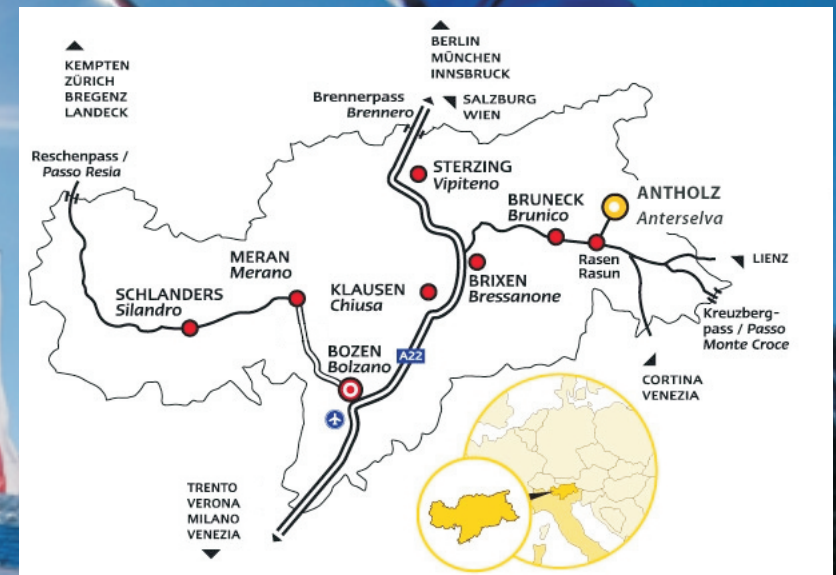 KEMPTEN
ZÜRICH
BREGENZ
LANDECK
BERLIN
MÜNCHEN
INNSBRUCK
Brennerpass
Brennero
SALZBURG
WIEN
Reschenpass /
Passo Resia
STERZING
Vipiteno
BRUNECK
Brunico
ANTHOLZ
Anterselva
MERAN
Merano
KLAUSEN
Chiusa
BRIXEN
Bressanone
Rasen
Rasun
LIENZ
SCHLANDERS
Silandro
Kreuzberg-
pass / Passo
Monte Croce
BOZEN
Bolzano
A22
CORTINA
VENEZIA
TRENTO
VERONA
MILANO
VENEZIA